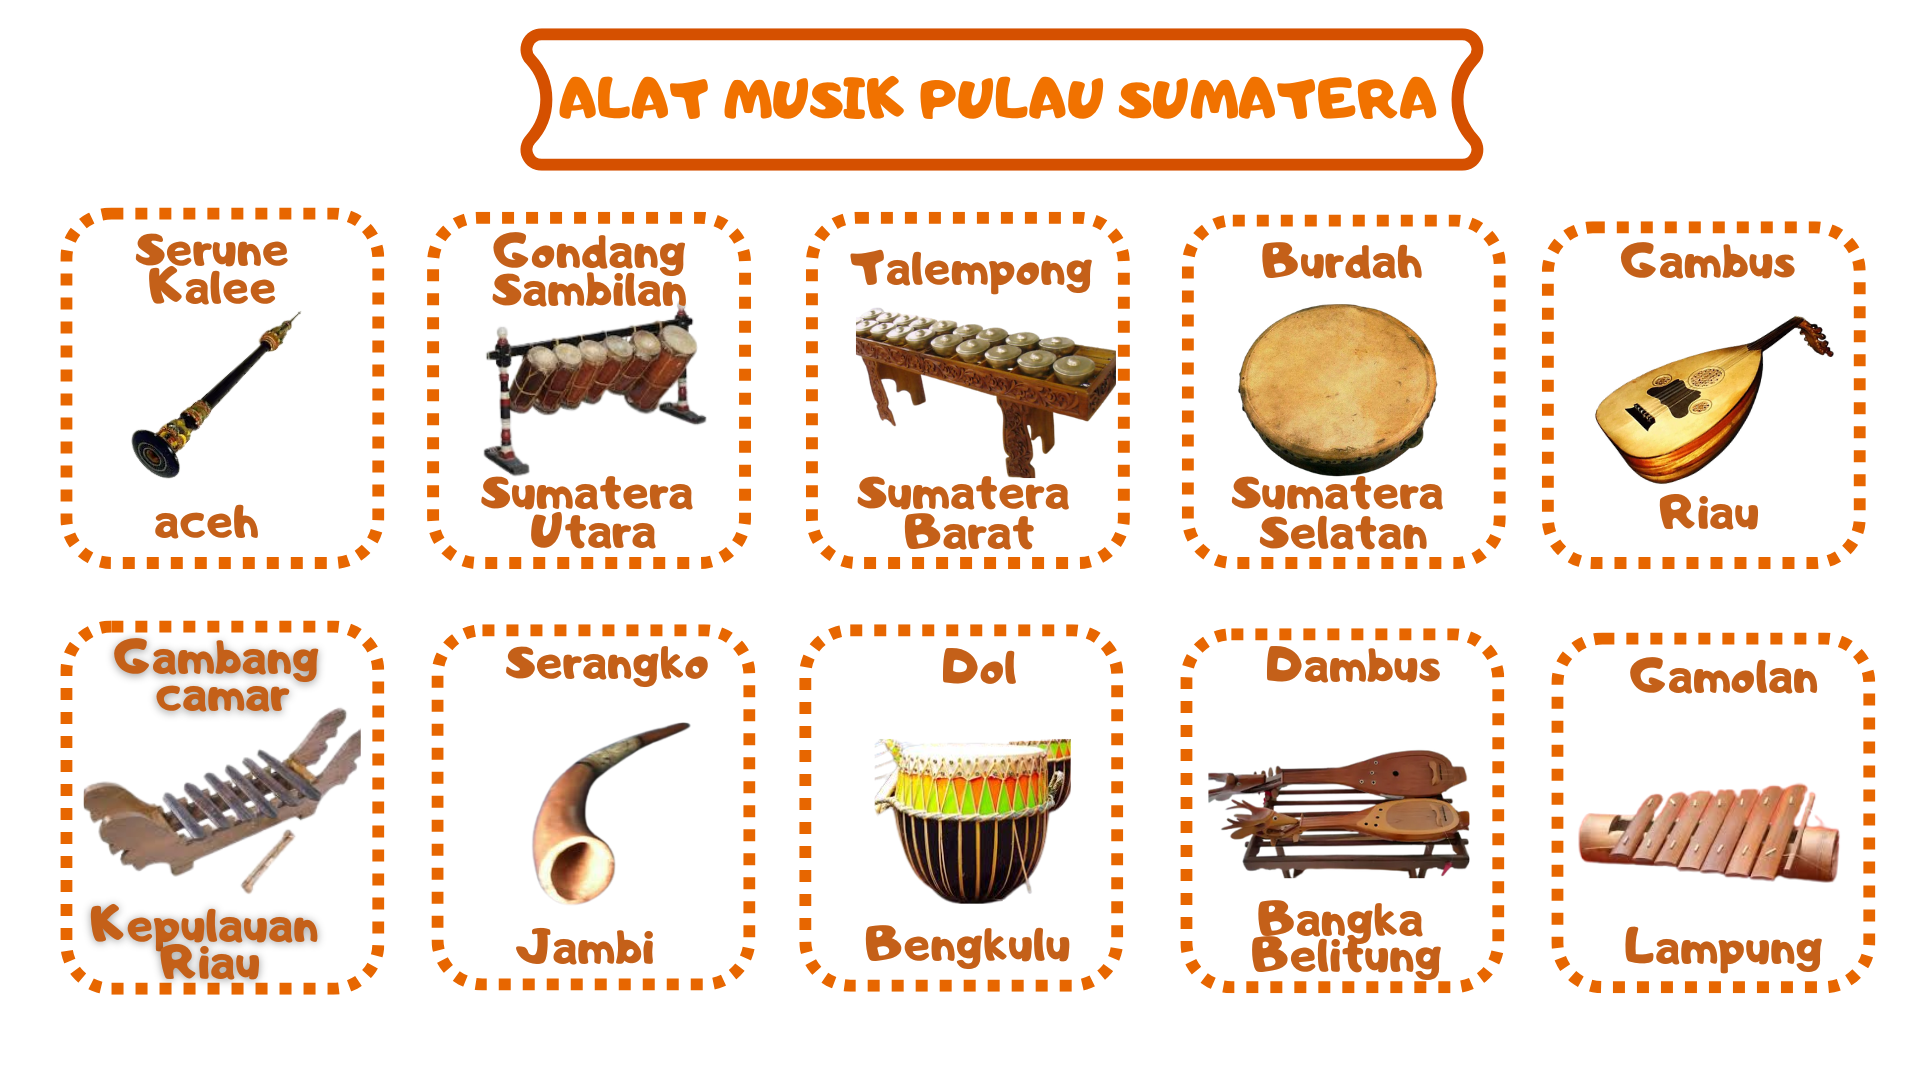 ALAT MUSIK PULAU SUMATERA
Serune
Kalee
aceh
Gondang
Sambilan
Sumatera
Utara
Talempong
Sumatera
Barat
Burdah
Sumatera
Selatan
Gambus
Riau
Gambang
camar
Kepulauan
Riau
Serangko
Jambi
Dol
Bengkulu
Dambus
Bangka
Belitung
Gamolan
Lampung